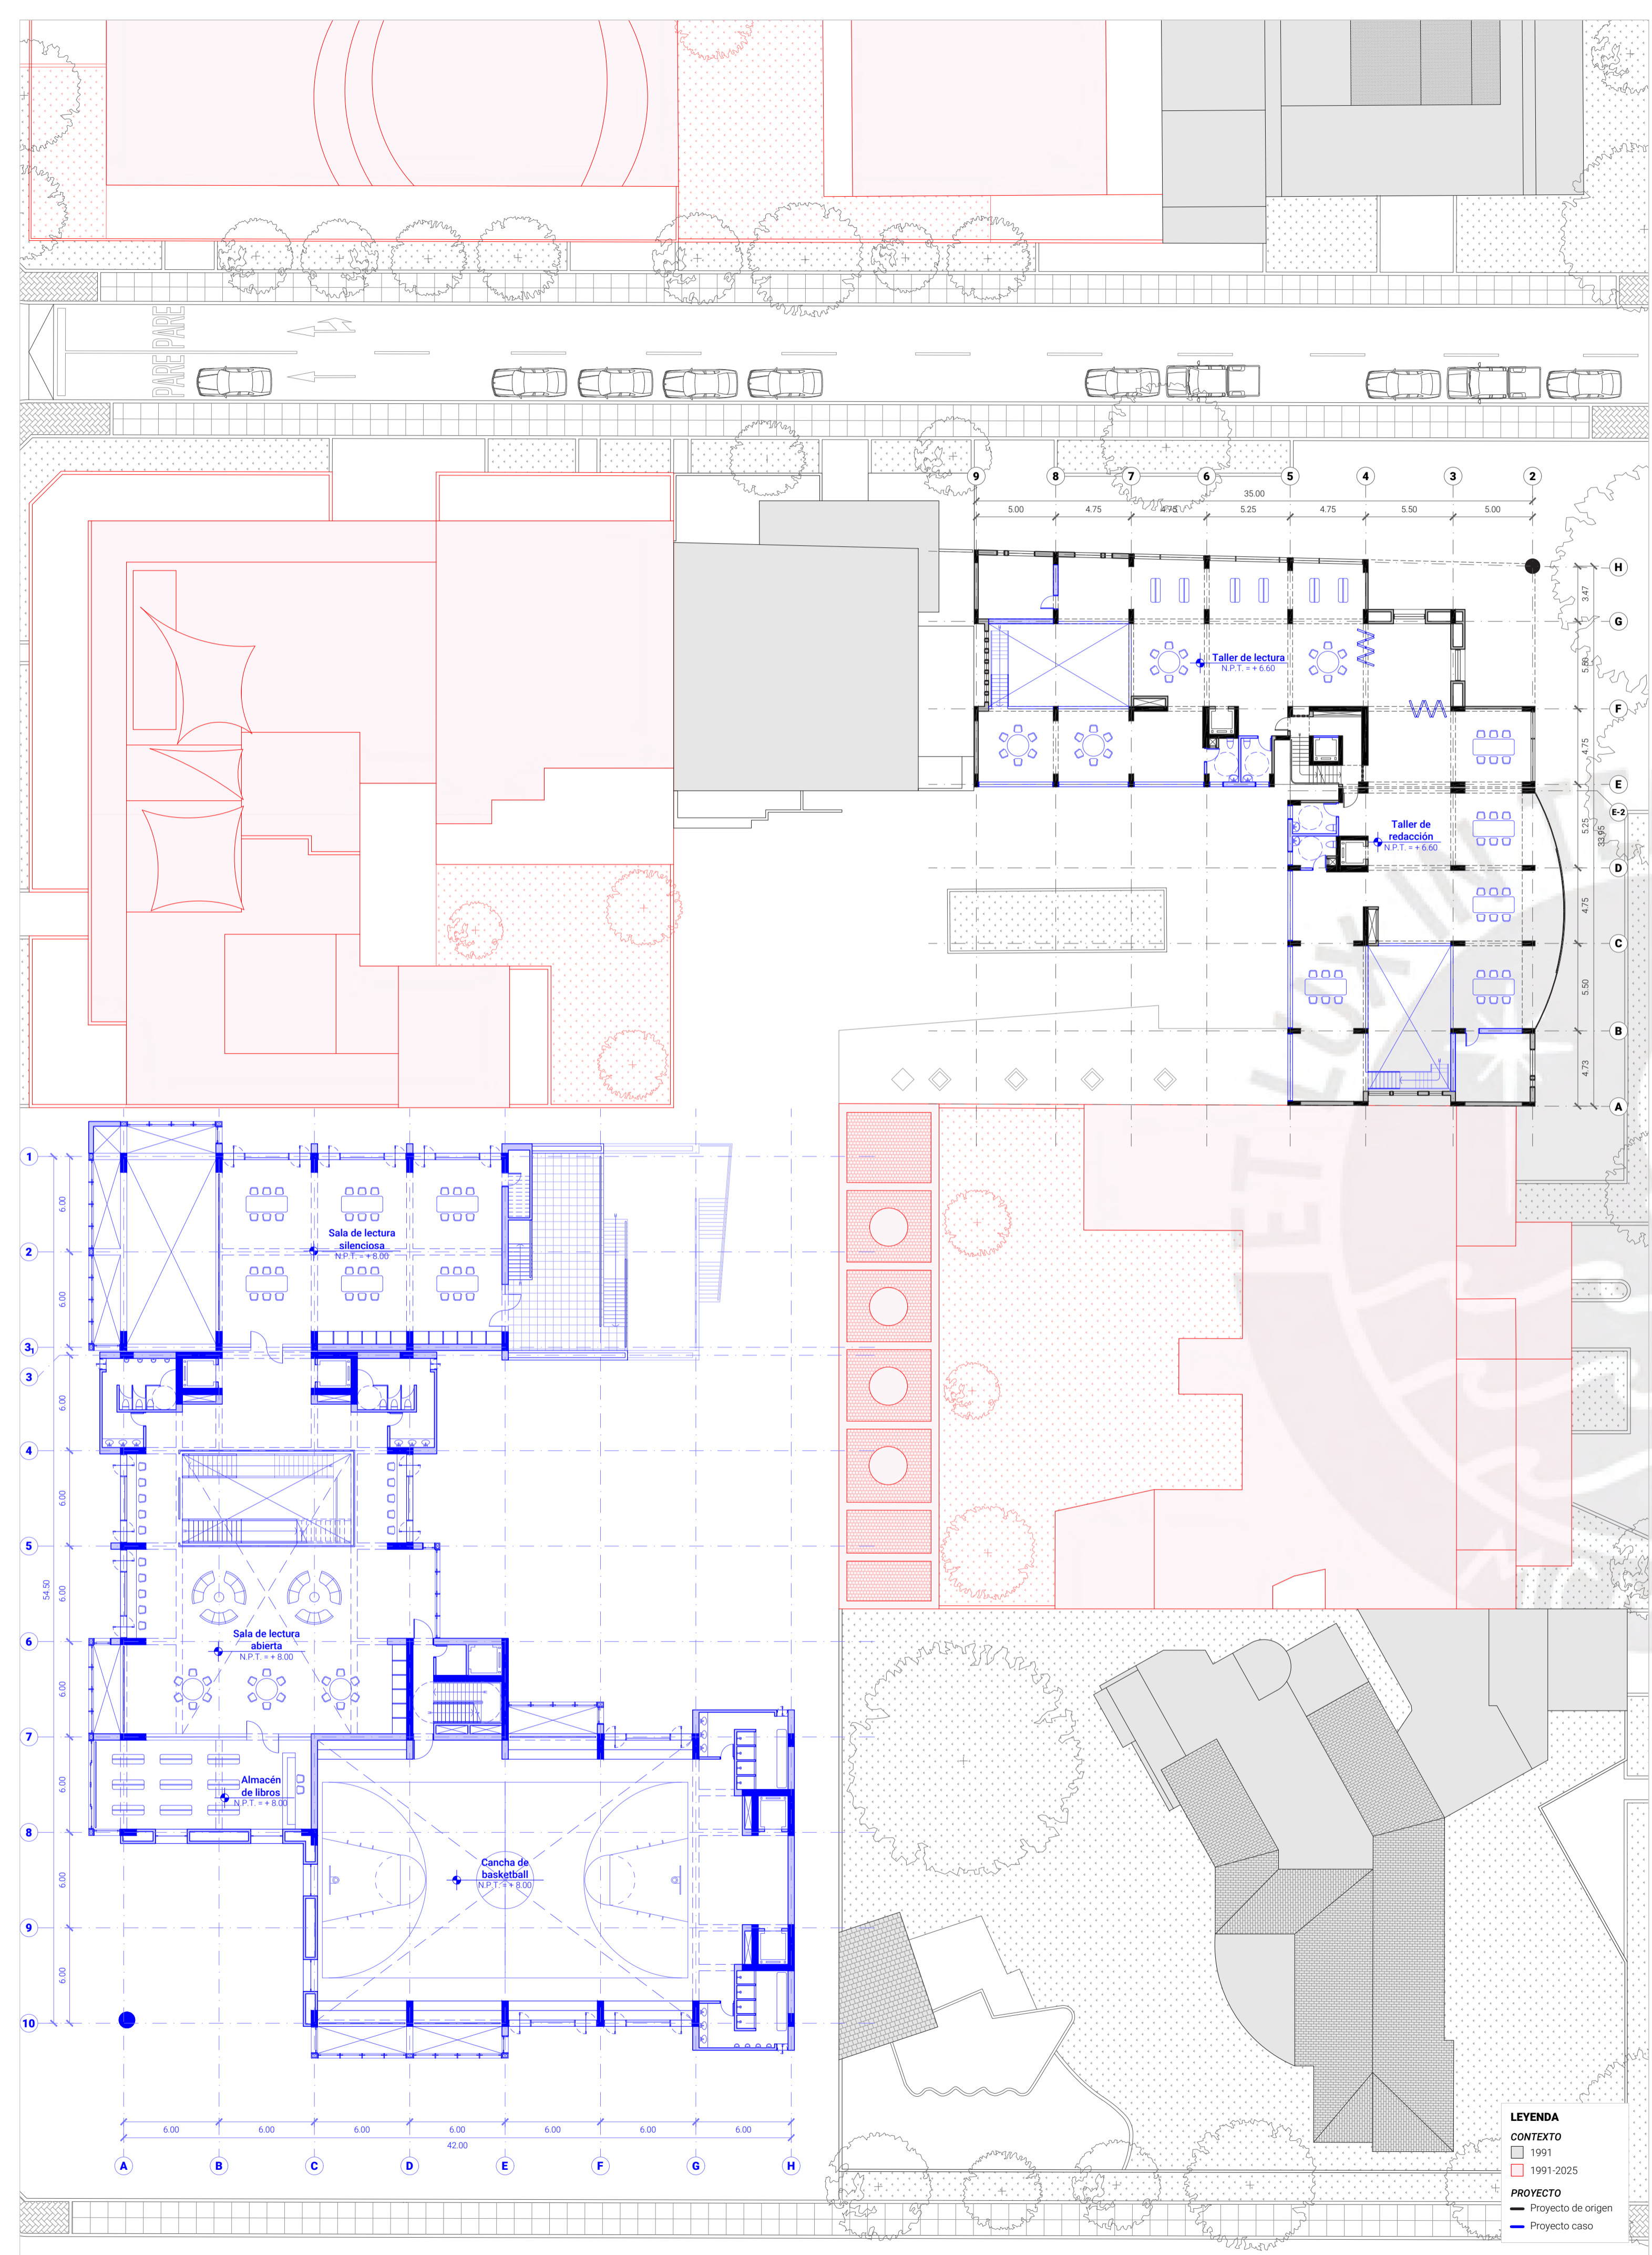 PARE PARE
9 8 7 6 5 4 3 2
35.00
5.00 4.75 4.75 5.25 4.75 5.50 5.00
H
3.47
G
5.50
Taller de lectura
N.P.T. = + 6.60
F
4.75
E
E-2
5.25
33.95
Taller de
redacción
N.P.T. = + 6.60
D
4.75
C
5.50
B
4.73
A
ET LUX IN
1
6.00
Sala de lectura
silenciosa
N.P.T. = + 8.00
2
6.00
3₁
3
6.00
4
6.00
5
54.50
6.00
Sala de lectura
abierta
N.P.T. = + 8.00
6
6.00
7
6.00
Almacén
de libros
N.P.T. = + 8.00
8
6.00
Cancha de
basketball
N.P.T. = + 8.00
9
6.00
10
6.00 6.00 6.00 6.00 6.00 6.00 6.00
42.00
A B C D E F G H
LEYENDA
CONTEXTO
1991
1991-2025
PROYECTO
Proyecto de origen
Proyecto caso